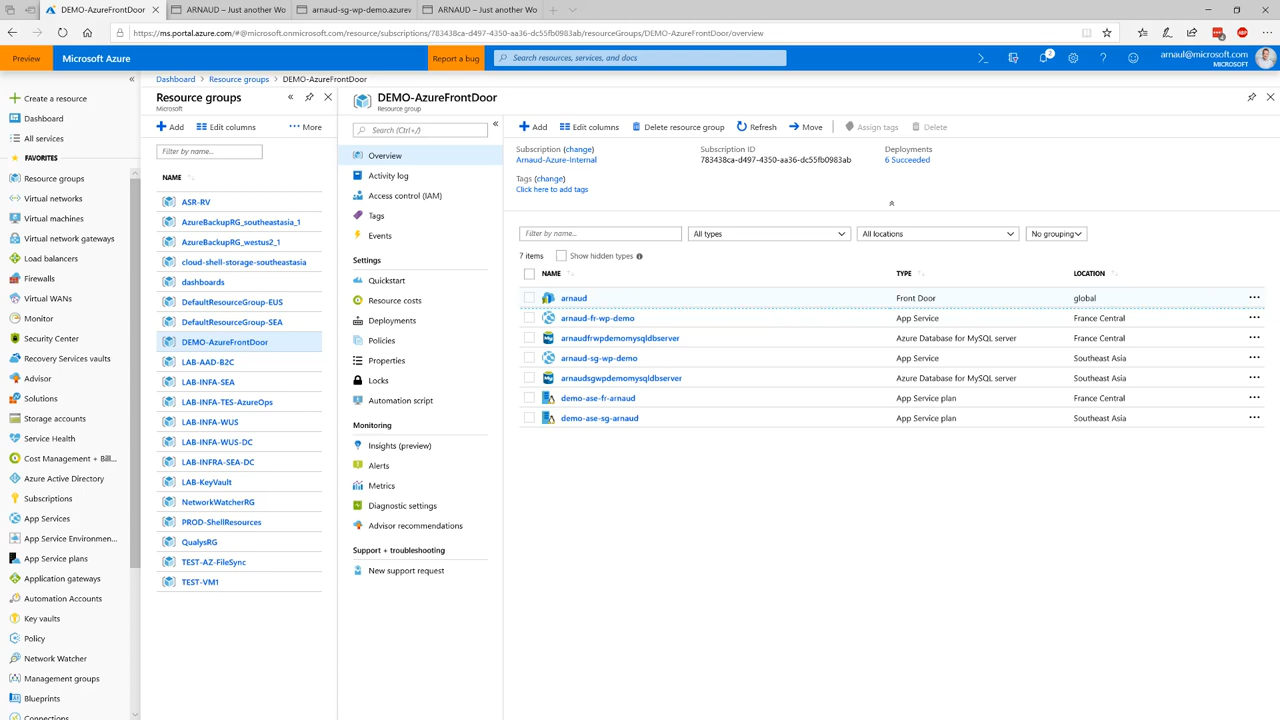 DEMO-AzureFrontDoor
ARNAUD – Just another Wo
arnaud-sg-wp-demo.azurev
ARNAUD – Just another Wo
https://ms.portal.azure.com/#@microsoft.onmicrosoft.com/resource/subscriptions/783438ca-d497-4350-aa36-dc55fb0983ab/resourceGroups/DEMO-AzureFrontDoor/overview
Preview
Microsoft Azure
Report a bug
Search resources, services, and docs
2
arnaul@microsoft.com
MICROSOFT
Dashboard
Resource groups
DEMO-AzureFrontDoor
Create a resource
Dashboard
All services
FAVORITES
Resource groups
Virtual networks
Virtual machines
Virtual network gateways
Load balancers
Firewalls
Virtual WANs
Monitor
Security Center
Recovery Services vaults
Advisor
Solutions
Storage accounts
Service Health
Cost Management + Bill...
Azure Active Directory
Subscriptions
App Services
App Service Environmen...
App Service plans
Application gateways
Automation Accounts
Key vaults
Policy
Network Watcher
Management groups
Blueprints
Connections
Resource groups
Microsoft
Add
Edit columns
More
Filter by name...
NAME
ASR-RV
AzureBackupRG_southeastasia_1
AzureBackupRG_westus2_1
cloud-shell-storage-southeastasia
dashboards
DefaultResourceGroup-EUS
DefaultResourceGroup-SEA
DEMO-AzureFrontDoor
LAB-AAD-B2C
LAB-INFA-SEA
LAB-INFA-TES-AzureOps
LAB-INFA-WUS
LAB-INFA-WUS-DC
LAB-INFRA-SEA-DC
LAB-KeyVault
NetworkWatcherRG
PROD-ShellResources
QualysRG
TEST-AZ-FileSync
TEST-VM1
DEMO-AzureFrontDoor
Resource group
Search (Ctrl+/)
Overview
Activity log
Access control (IAM)
Tags
Events
Settings
Quickstart
Resource costs
Deployments
Policies
Properties
Locks
Automation script
Monitoring
Insights (preview)
Alerts
Metrics
Diagnostic settings
Advisor recommendations
Support + troubleshooting
New support request
Add
Edit columns
Delete resource group
Refresh
Move
Assign tags
Delete
Subscription (change)
Arnaud-Azure-Internal
Subscription ID
783438ca-d497-4350-aa36-dc55fb0983ab
Deployments
6 Succeeded
Tags (change)
Click here to add tags
Filter by name...
All types
All locations
No grouping
7 items
Show hidden types
NAME TYPE LOCATION
arnaud Front Door global
arnaud-fr-wp-demo App Service France Central
arnaudfrwpdemomysqldbserver Azure Database for MySQL server France Central
arnaud-sg-wp-demo App Service Southeast Asia
arnaudsgwpdemomysqldbserver Azure Database for MySQL server Southeast Asia
demo-ase-fr-arnaud App Service plan France Central
demo-ase-sg-arnaud App Service plan Southeast Asia